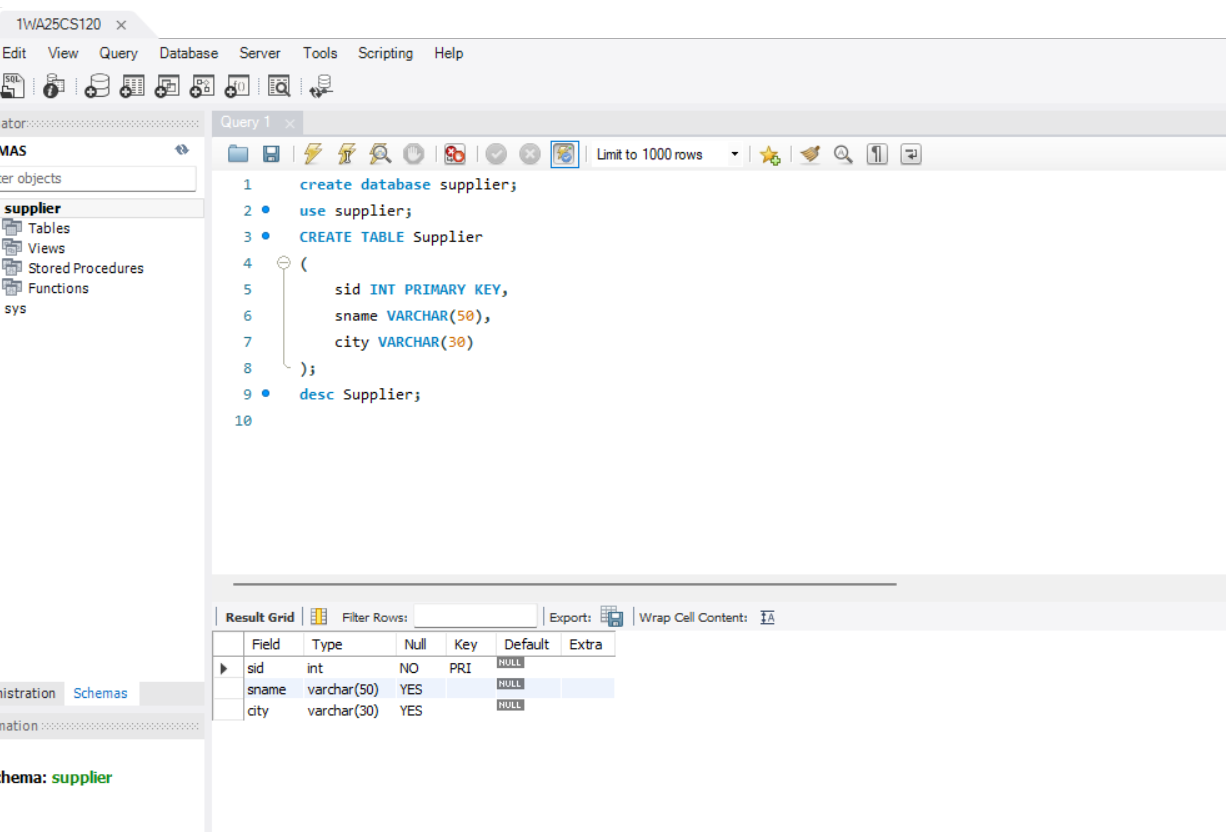 1WA25CS120
Edit View Query Database Server Tools Scripting Help
SQL
ator
Query 1
MAS
Limit to 1000 rows
er objects
supplier
Tables
Views
Stored Procedures
Functions
sys
1 create database supplier;
2 use supplier;
3 CREATE TABLE Supplier
4 (
5 sid INT PRIMARY KEY,
6 sname VARCHAR(50),
7 city VARCHAR(30)
8 );
9 desc Supplier;
10
Result Grid Filter Rows: Export: Wrap Cell Content:
Field Type Null Key Default Extra
sid int NO PRI NULL
sname varchar(50) YES NULL
city varchar(30) YES NULL
nistration Schemas
mation
hema: supplier